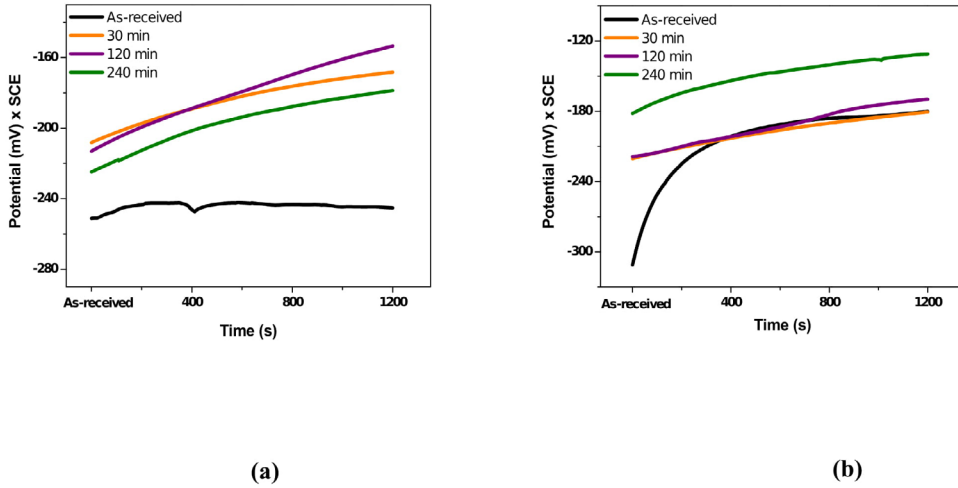 As-received
30 min
120 min
240 min
-160
-200
-240
-280
Potential (mV) x SCE
As-received
400
800
1200
Time (s)
(a)
As-received
30 min
120 min
240 min
-120
-180
-240
-300
Potential (mV) x SCE
As-received
400
800
1200
Time (s)
(b)